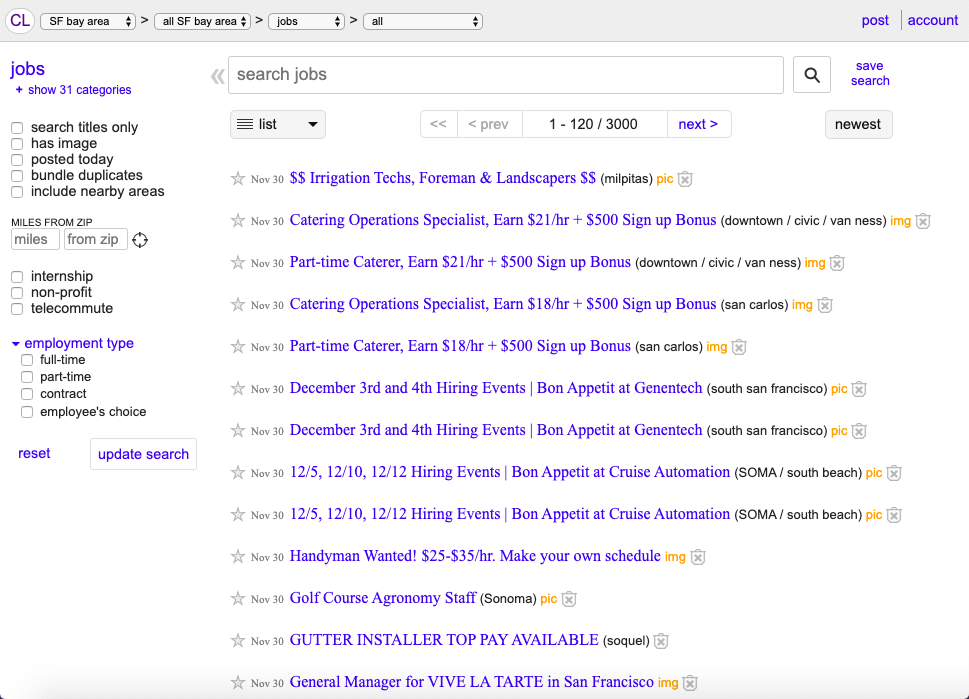 CL SF bay area > all SF bay area > jobs > all post account
jobs
+ show 31 categories
search titles only
has image
posted today
bundle duplicates
include nearby areas
MILES FROM ZIP
miles from zip
internship
non-profit
telecommute
employment type
full-time
part-time
contract
employee's choice
reset update search
« search jobs save search
list << < prev 1 - 120 / 3000 next > newest
Nov 30 $$ Irrigation Techs, Foreman & Landscapers $$ (milpitas) pic
Nov 30 Catering Operations Specialist, Earn $21/hr + $500 Sign up Bonus (downtown / civic / van ness) img
Nov 30 Part-time Caterer, Earn $21/hr + $500 Sign up Bonus (downtown / civic / van ness) img
Nov 30 Catering Operations Specialist, Earn $18/hr + $500 Sign up Bonus (san carlos) img
Nov 30 Part-time Caterer, Earn $18/hr + $500 Sign up Bonus (san carlos) img
Nov 30 December 3rd and 4th Hiring Events | Bon Appetit at Genentech (south san francisco) pic
Nov 30 December 3rd and 4th Hiring Events | Bon Appetit at Genentech (south san francisco) pic
Nov 30 12/5, 12/10, 12/12 Hiring Events | Bon Appetit at Cruise Automation (SOMA / south beach) pic
Nov 30 12/5, 12/10, 12/12 Hiring Events | Bon Appetit at Cruise Automation (SOMA / south beach) pic
Nov 30 Handyman Wanted! $25-$35/hr. Make your own schedule img
Nov 30 Golf Course Agronomy Staff (Sonoma) pic
Nov 30 GUTTER INSTALLER TOP PAY AVAILABLE (soquel)
Nov 30 General Manager for VIVE LA TARTE in San Francisco img